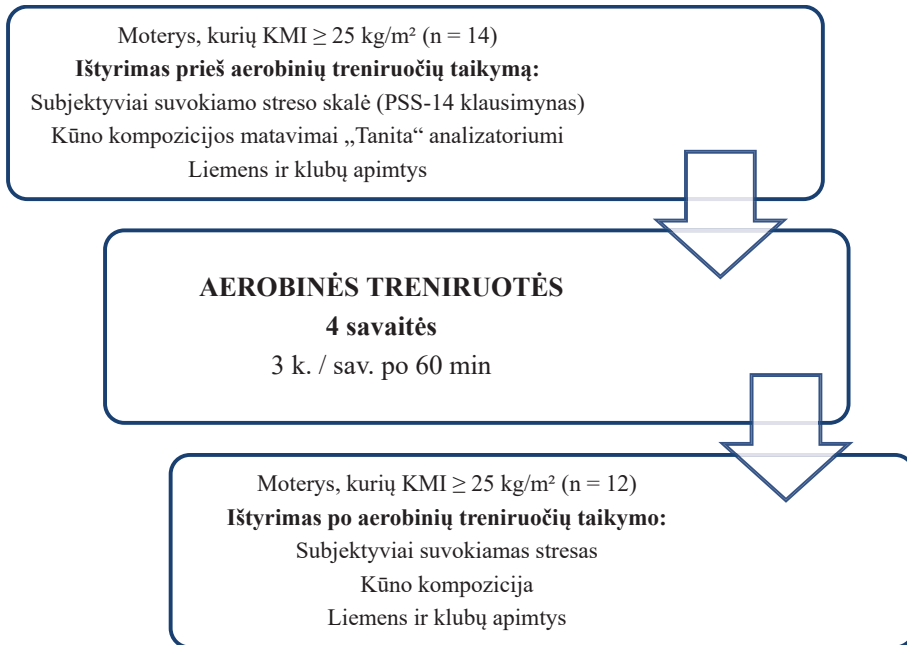 Moterys, kurių KMI ≥ 25 kg/m² (n = 14)
Ištyrimas prieš aerobinių treniruočių taikymą:
Subjektyviai suvokiamo streso skalė (PSS-14 klausimynas)
Kūno kompozicijos matavimai „Tanita“ analizatoriumi
Liemens ir klubų apimtys
AEROBINĖS TRENIRUOTĖS
4 savaitės
3 k. / sav. po 60 min
Moterys, kurių KMI ≥ 25 kg/m² (n = 12)
Ištyrimas po aerobinių treniruočių taikymo:
Subjektyviai suvokiamas stresas
Kūno kompozicija
Liemens ir klubų apimtys